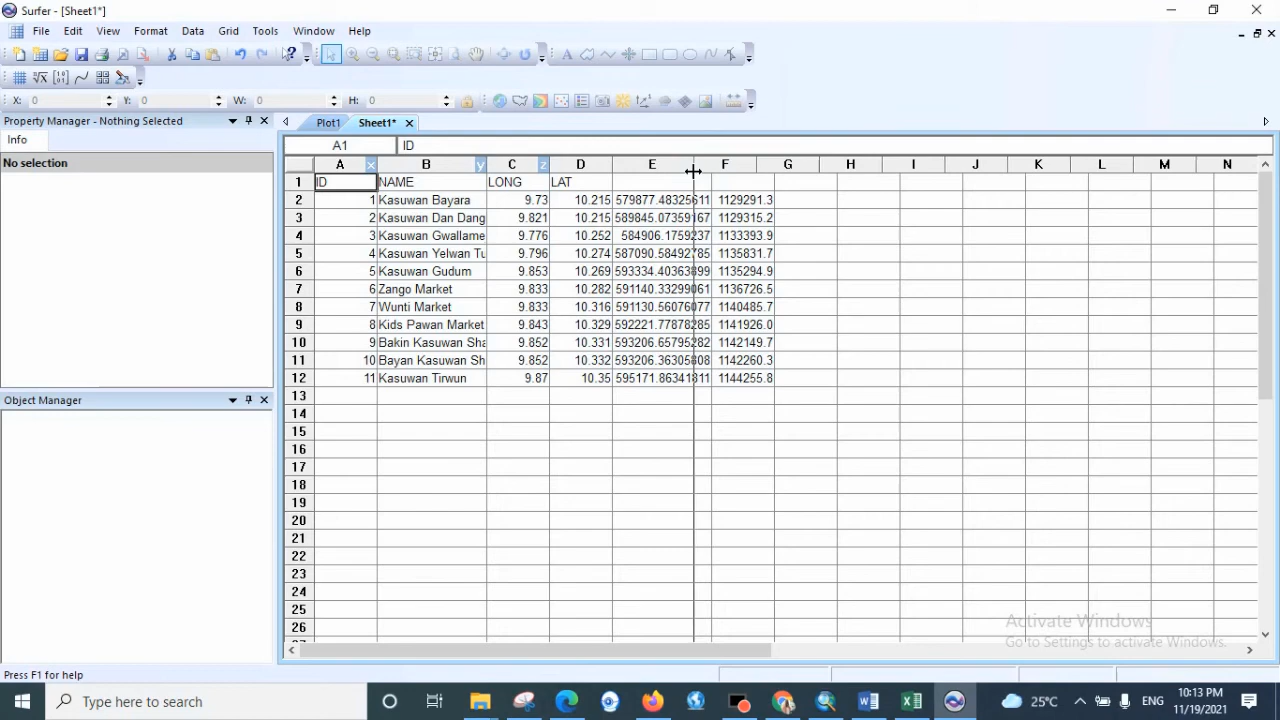 Surfer - [Sheet1*]
File Edit View Format Data Grid Tools Window Help
X: 0 Y: 0 W: 0 H: 0
Property Manager - Nothing Selected
Plot1 Sheet1*
Info
A1 ID
No selection
A x B y C z D E F G H I J K L M N
1 ID NAME LONG LAT
2 1 Kasuwan Bayara 9.73 10.215 579877.48325611 1129291.3
3 2 Kasuwan Dan Dang 9.821 10.215 589845.07359167 1129315.2
4 3 Kasuwan Gwallame 9.776 10.252 584906.1759237 1133393.9
5 4 Kasuwan Yelwan Tu 9.796 10.274 587090.58492785 1135831.7
6 5 Kasuwan Gudum 9.853 10.269 593334.40363899 1135294.9
7 6 Zango Market 9.833 10.282 591140.33299061 1136726.5
8 7 Wunti Market 9.833 10.316 591130.56076077 1140485.7
9 8 Kids Pawan Market 9.843 10.329 592221.77878285 1141926.0
10 9 Bakin Kasuwan Sha 9.852 10.331 593206.65795282 1142149.7
11 10 Bayan Kasuwan Sh 9.852 10.332 593206.36305808 1142260.3
12 11 Kasuwan Tirwun 9.87 10.35 595171.86341811 1144255.8
13
Object Manager
14
15
16
17
18
19
20
21
22
23
24
25
26
Activate Windows
Go to Settings to activate Windows.
Press F1 for help
Type here to search
25°C
ENG
10:13 PM
11/19/2021